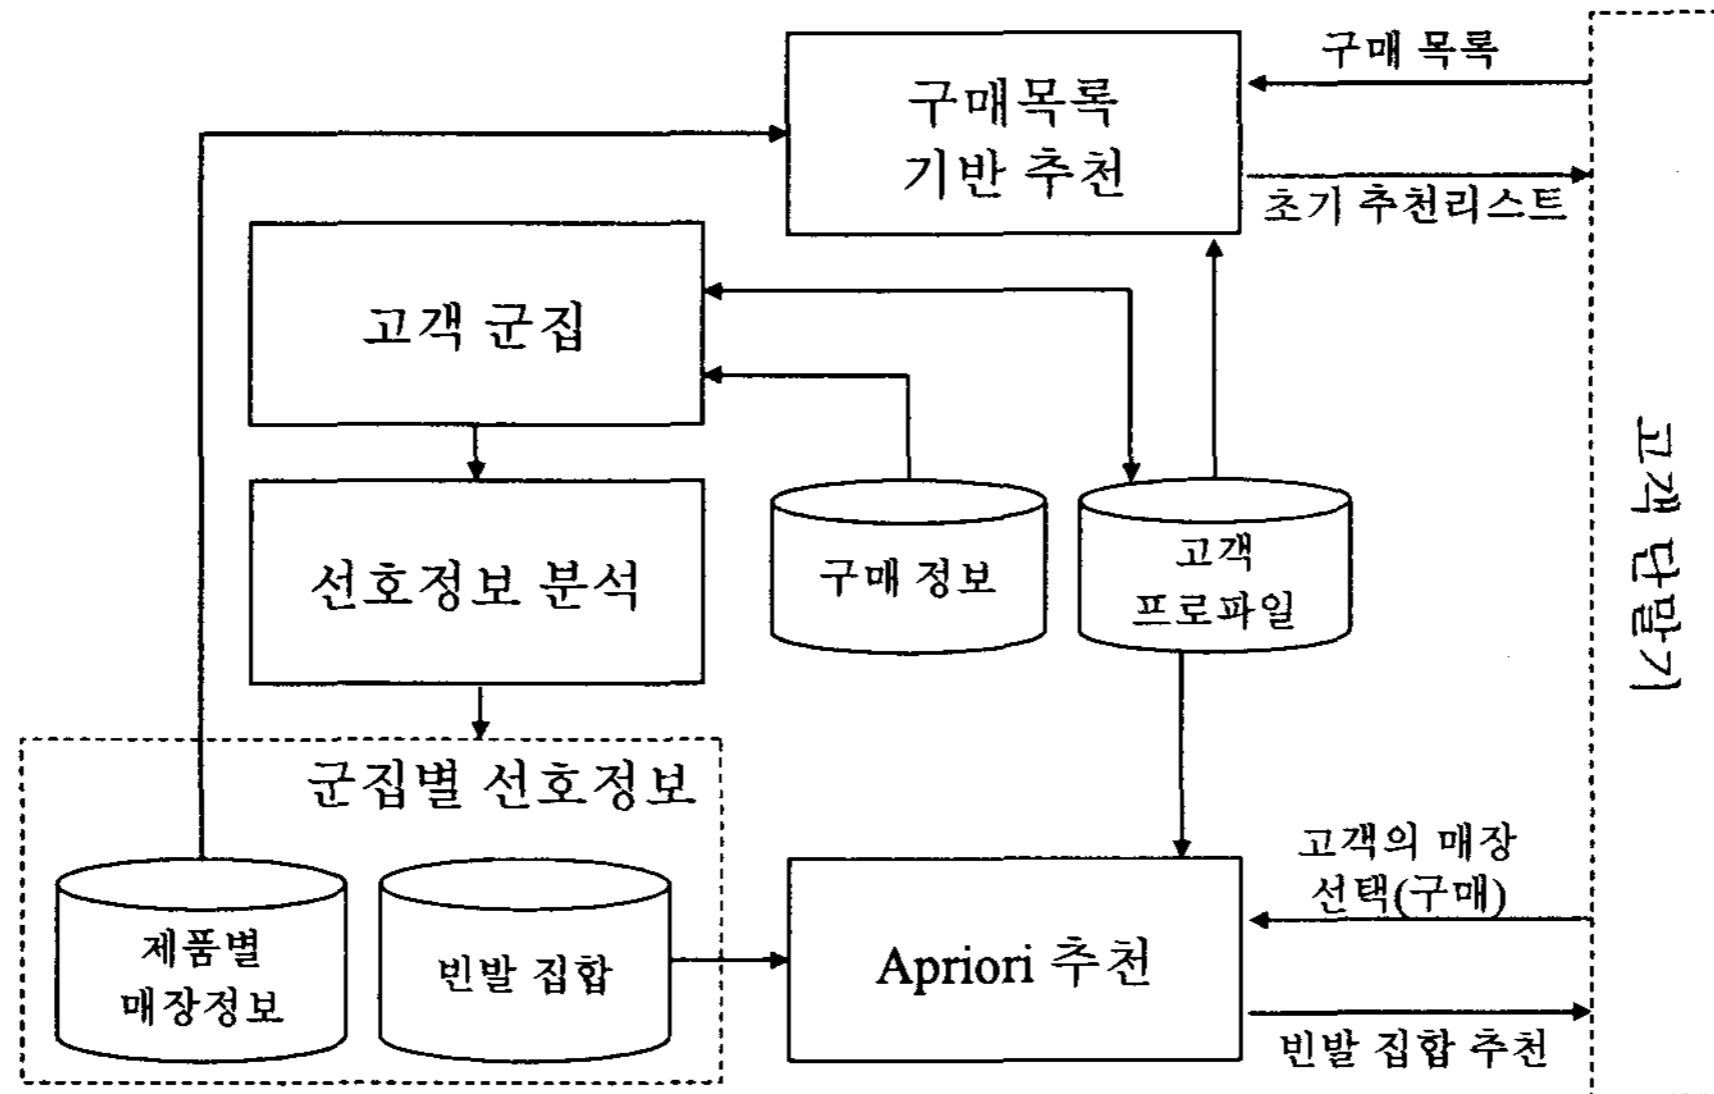 구매 목록
구매목록
기반 추천
초기 추천리스트
고객 군집
선호정보 분석
구매 정보
고객
프로파일
고객 단말기
군집별 선호정보
제품별
매장정보
빈발 집합
Apriori 추천
고객의 매장
선택(구매)
빈발 집합 추천